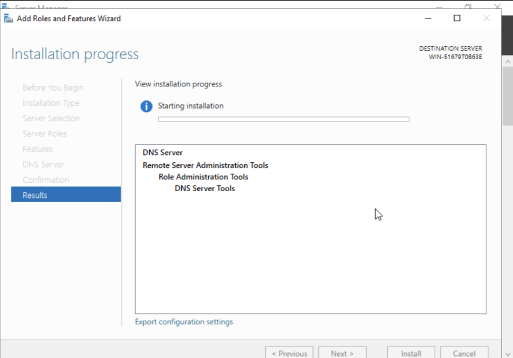 Server Manager
Add Roles and Features Wizard
Installation progress
DESTINATION SERVER
WIN-5167970863E
Before You Begin
Installation Type
Server Selection
Server Roles
Features
DNS Server
Confirmation
Results
View installation progress
Starting installation
DNS Server
Remote Server Administration Tools
Role Administration Tools
DNS Server Tools
Export configuration settings
< Previous
Next >
Install
Cancel